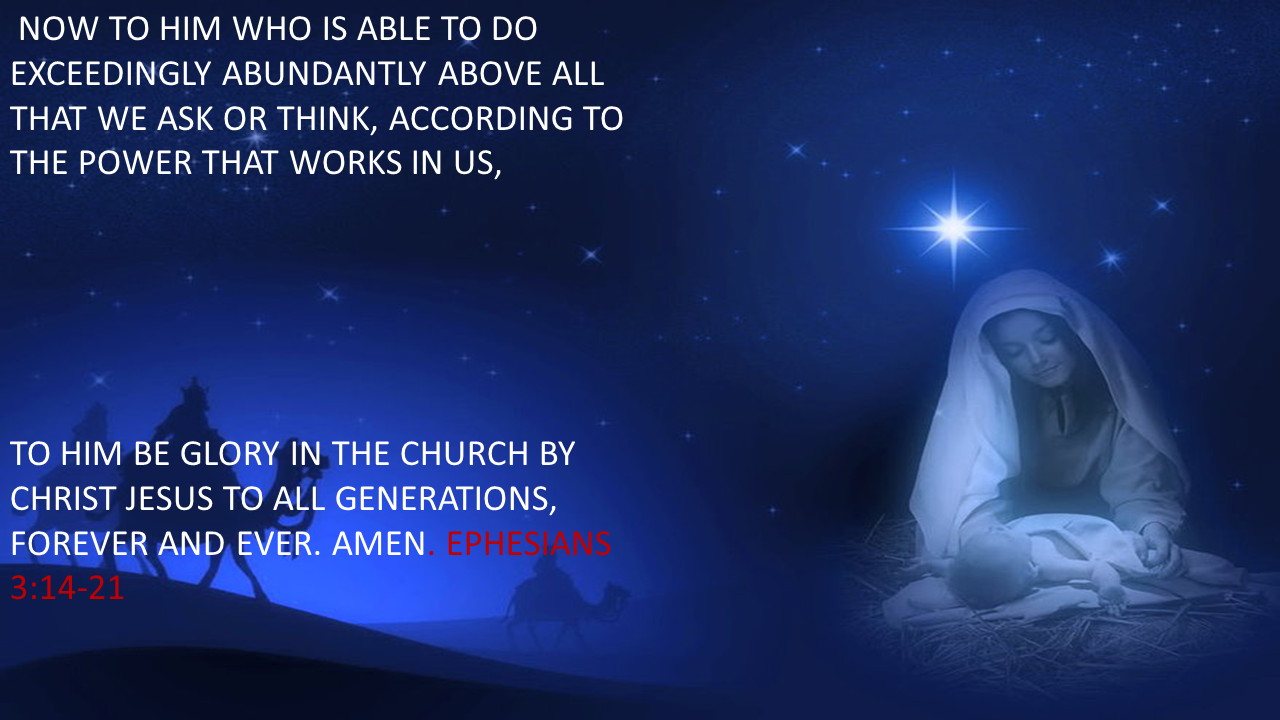 NOW TO HIM WHO IS ABLE TO DO
EXCEEDINGLY ABUNDANTLY ABOVE ALL
THAT WE ASK OR THINK, ACCORDING TO
THE POWER THAT WORKS IN US,
TO HIM BE GLORY IN THE CHURCH BY
CHRIST JESUS TO ALL GENERATIONS,
FOREVER AND EVER. AMEN. EPHESIANS
3:14-21